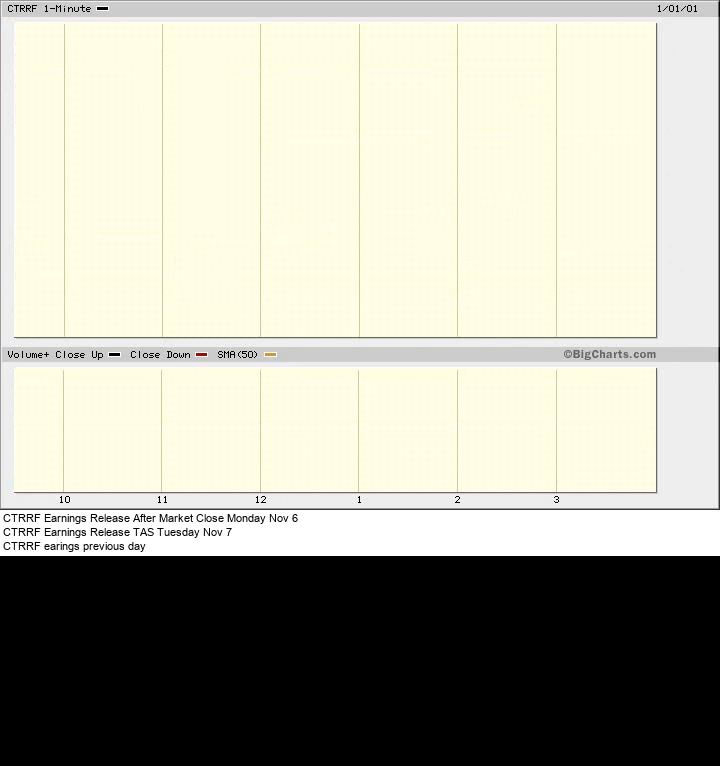 CTRRF 1-Minute 1/01/01
Volume+ Close Up Close Down SMA(50) ©BigCharts.com
10 11 12 1 2 3
CTRRF Earnings Release After Market Close Monday Nov 6
CTRRF Earnings Release TAS Tuesday Nov 7
CTRRF earings previous day